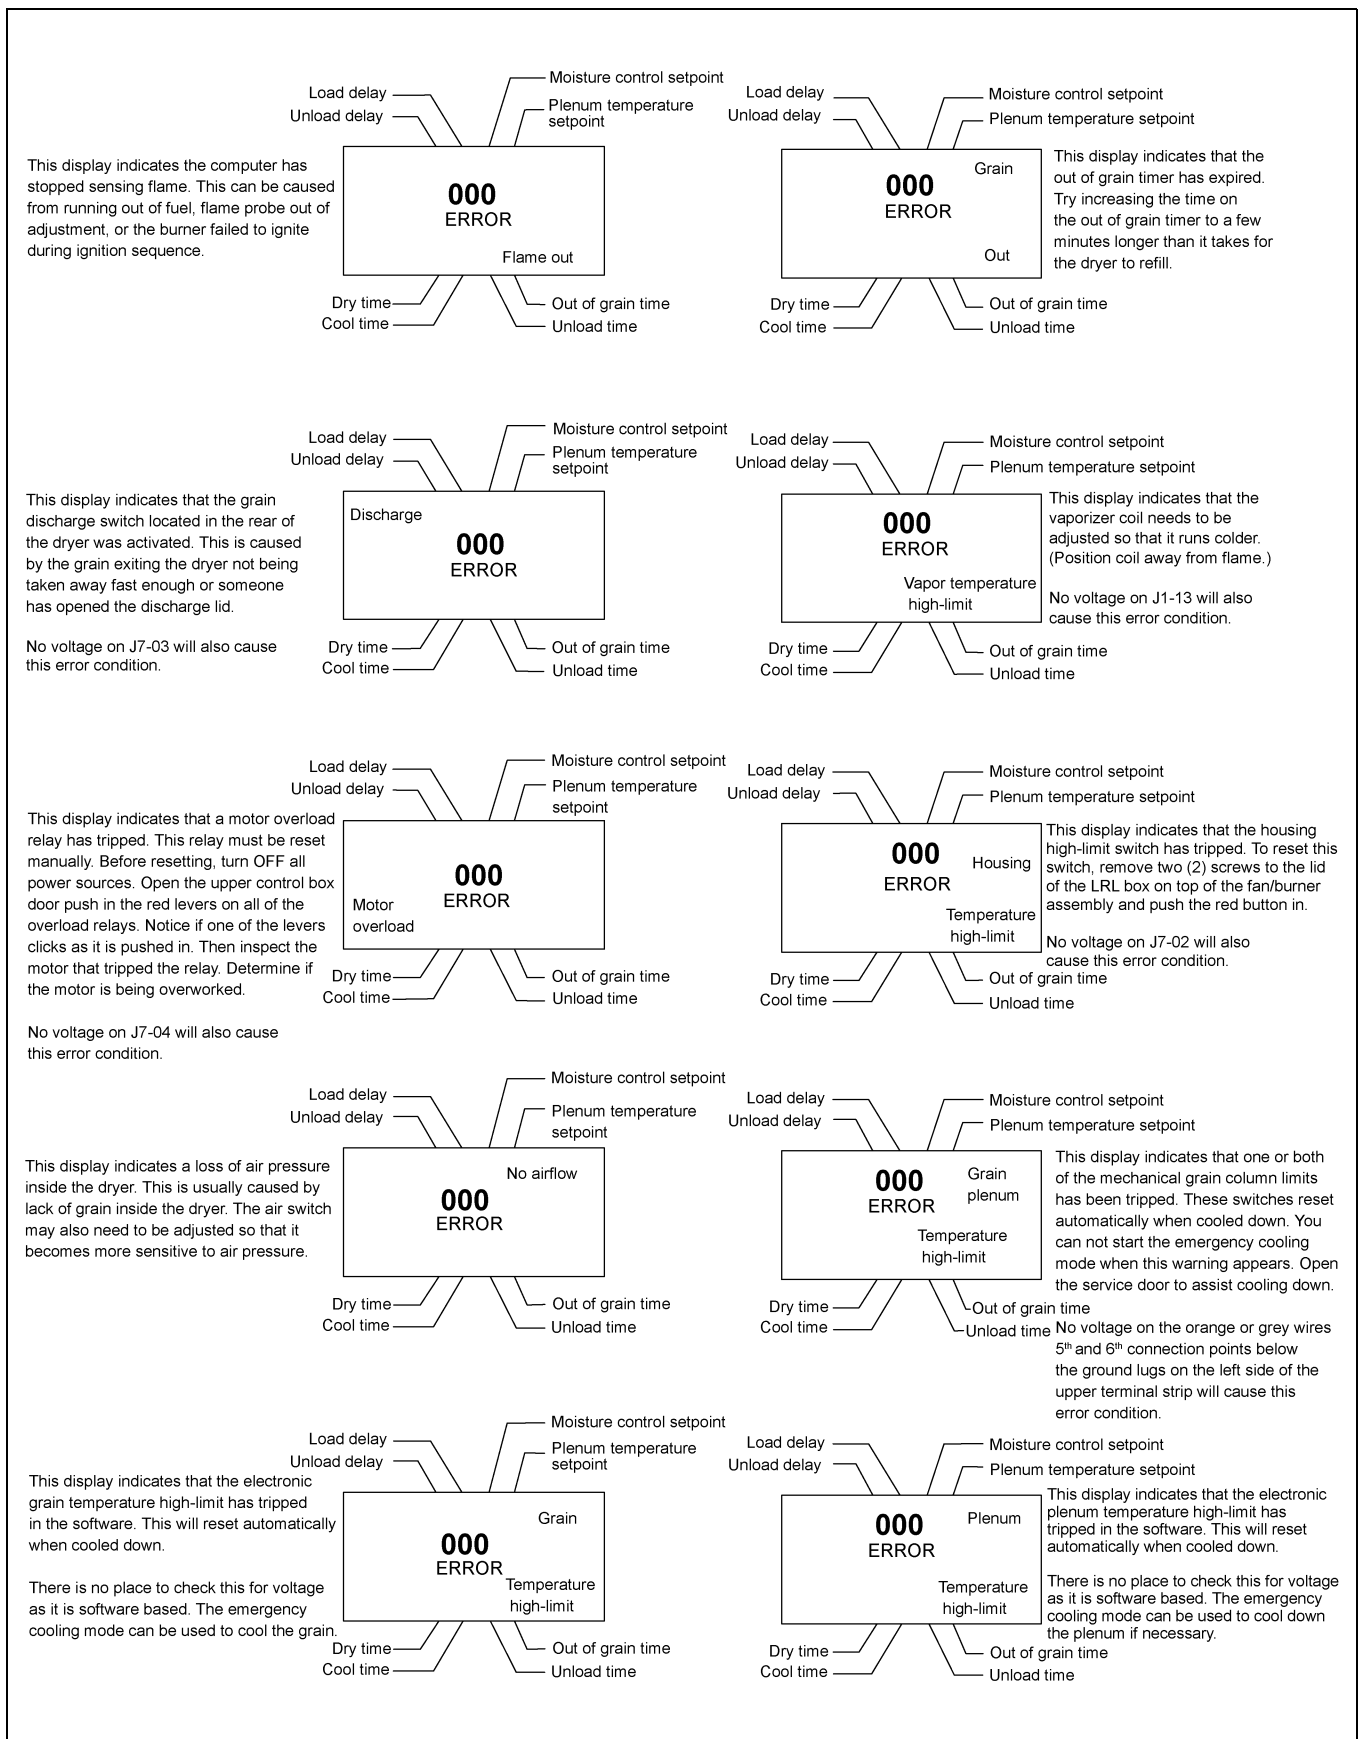 Load delay
Unload delay
Moisture control setpoint
Plenum temperature
setpoint
This display indicates the computer has
stopped sensing flame. This can be caused
from running out of fuel, flame probe out of
adjustment, or the burner failed to ignite
during ignition sequence.
000
ERROR
Flame out
Dry time
Cool time
Out of grain time
Unload time
Load delay
Unload delay
Moisture control setpoint
Plenum temperature setpoint
Grain
000
ERROR
Out
This display indicates that the
out of grain timer has expired.
Try increasing the time on
the out of grain timer to a few
minutes longer than it takes for
the dryer to refill.
Dry time
Cool time
Out of grain time
Unload time
Load delay
Unload delay
Moisture control setpoint
Plenum temperature
setpoint
This display indicates that the grain
discharge switch located in the rear of
the dryer was activated. This is caused
by the grain exiting the dryer not being
taken away fast enough or someone
has opened the discharge lid.
No voltage on J7-03 will also cause
this error condition.
Discharge
000
ERROR
Dry time
Cool time
Out of grain time
Unload time
Load delay
Unload delay
Moisture control setpoint
Plenum temperature setpoint
000
ERROR
Vapor temperature
high-limit
This display indicates that the
vaporizer coil needs to be
adjusted so that it runs colder.
(Position coil away from flame.)
No voltage on J1-13 will also
cause this error condition.
Dry time
Cool time
Out of grain time
Unload time
Load delay
Unload delay
Moisture control setpoint
Plenum temperature
setpoint
This display indicates that a motor overload
relay has tripped. This relay must be reset
manually. Before resetting, turn OFF all
power sources. Open the upper control box
door push in the red levers on all of the
overload relays. Notice if one of the levers
clicks as it is pushed in. Then inspect the
motor that tripped the relay. Determine if
the motor is being overworked.
No voltage on J7-04 will also cause
this error condition.
000
ERROR
Motor
overload
Dry time
Cool time
Out of grain time
Unload time
Load delay
Unload delay
Moisture control setpoint
Plenum temperature setpoint
000
ERROR
Housing
Temperature
high-limit
This display indicates that the housing
high-limit switch has tripped. To reset this
switch, remove two (2) screws to the lid
of the LRL box on top of the fan/burner
assembly and push the red button in.
No voltage on J7-02 will also
cause this error condition.
Dry time
Cool time
Out of grain time
Unload time
Load delay
Unload delay
Moisture control setpoint
Plenum temperature
setpoint
This display indicates a loss of air pressure
inside the dryer. This is usually caused by
lack of grain inside the dryer. The air switch
may also need to be adjusted so that it
becomes more sensitive to air pressure.
No airflow
000
ERROR
Dry time
Cool time
Out of grain time
Unload time
Load delay
Unload delay
Moisture control setpoint
Plenum temperature setpoint
000
ERROR
Grain
plenum
Temperature
high-limit
This display indicates that one or both
of the mechanical grain column limits
has been tripped. These switches reset
automatically when cooled down. You
can not start the emergency cooling
mode when this warning appears. Open
the service door to assist cooling down.
Dry time
Cool time
Out of grain time
Unload time
No voltage on the orange or grey wires
5th and 6th connection points below
the ground lugs on the left side of the
upper terminal strip will cause this
error condition.
Load delay
Unload delay
Moisture control setpoint
Plenum temperature
setpoint
This display indicates that the electronic
grain temperature high-limit has tripped
in the software. This will reset automatically
when cooled down.
There is no place to check this for voltage
as it is software based. The emergency
cooling mode can be used to cool the grain.
Grain
000
ERROR
Temperature
high-limit
Dry time
Cool time
Out of grain time
Unload time
Load delay
Unload delay
Moisture control setpoint
Plenum temperature setpoint
000
ERROR
Plenum
Temperature
high-limit
This display indicates that the electronic
plenum temperature high-limit has
tripped in the software. This will reset
automatically when cooled down.
There is no place to check this for voltage
as it is software based. The emergency
cooling mode can be used to cool down
the plenum if necessary.
Dry time
Cool time
Out of grain time
Unload time